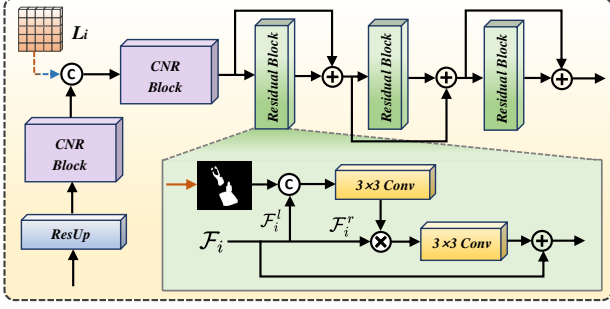 Li
C
CNR
Block
Residual Block
Residual Block
Residual Block
CNR
Block
ResUp
C
3×3 Conv
F_i^l
F_i^r
F_i
3×3 Conv